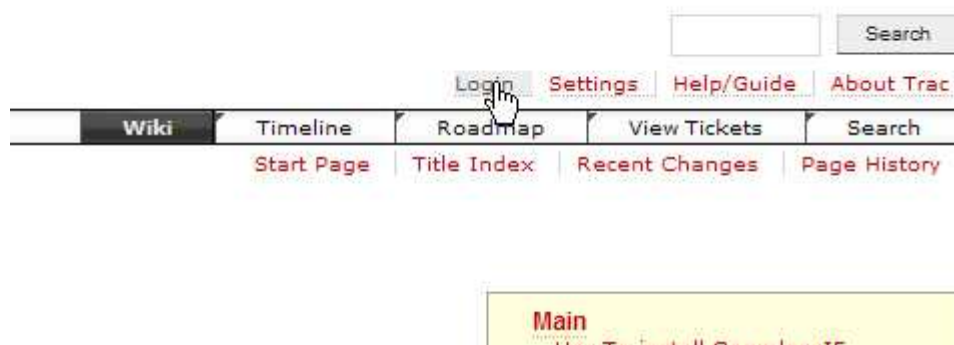 Search
Login Settings Help/Guide About Trac
Wiki Timeline Roadmap View Tickets Search
Start Page Title Index Recent Changes Page History
Main